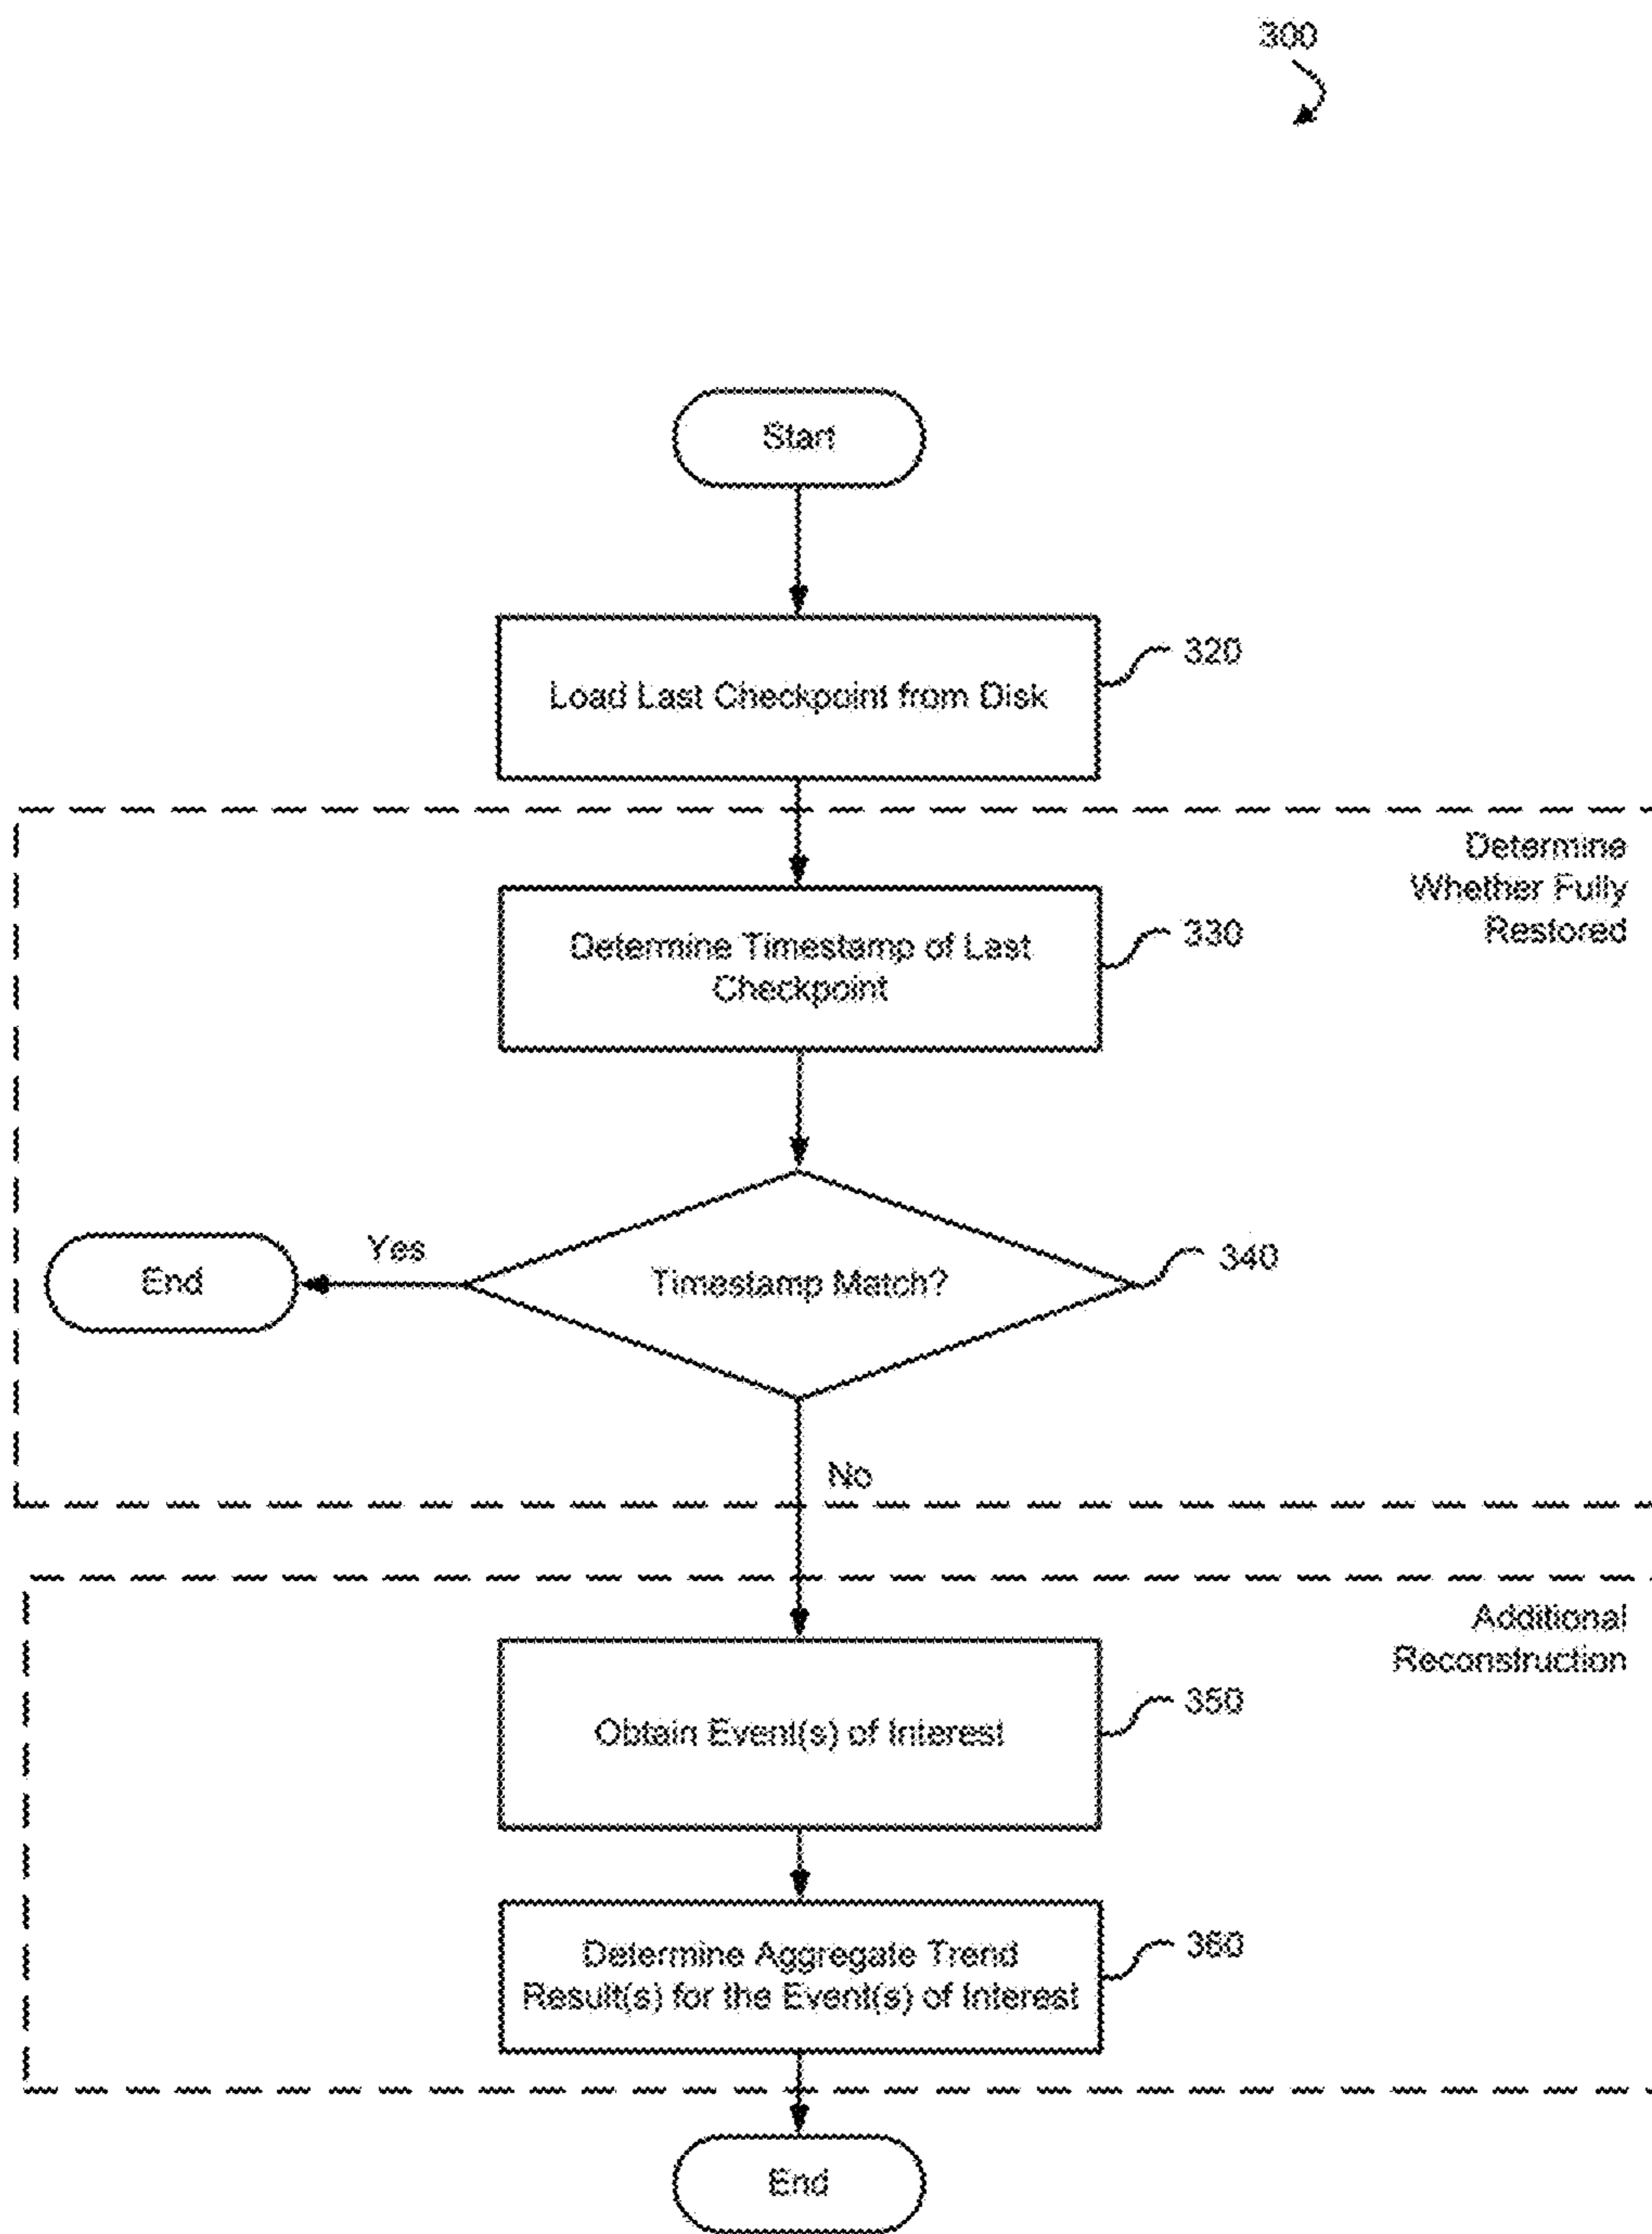 300
Start
Load Last Checkpoint from Disk
320
Determine
Whether Fully
Restored
Determine Timestamp of Last
Checkpoint
330
Yes
End
Timestamp Match?
340
No
Additional
Reconstruction
Obtain Event(s) of Interest
350
Determine Aggregate Trend
Result(s) for the Event(s) of Interest
360
End